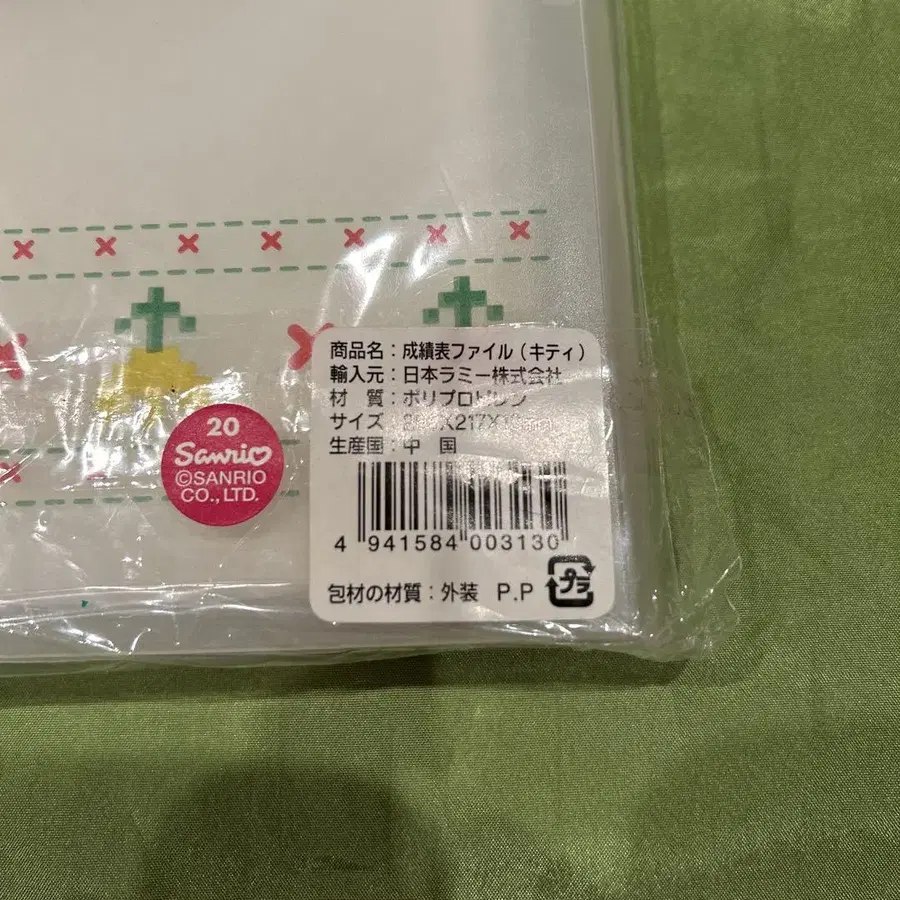 商品名：成績表ファイル（キティ）
輸入元：日本ラミー株式会社
材　質：ポリプロピレン
サイズ：
生産国：中　国
4 941584 003130
包材の材質：外装　P.P
プラ
20
Sanrio
©SANRIO
CO., LTD.